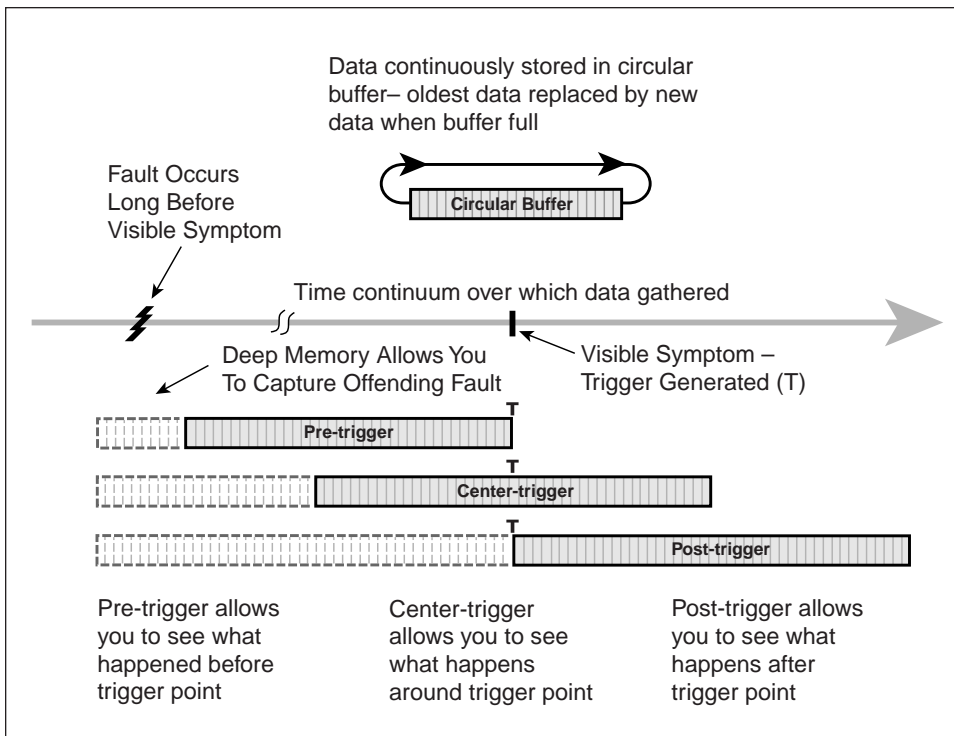 Data continuously stored in circular
buffer– oldest data replaced by new
data when buffer full
Circular Buffer
Fault Occurs
Long Before
Visible Symptom
Time continuum over which data gathered
Deep Memory Allows You
To Capture Offending Fault
Visible Symptom –
Trigger Generated (T)
T
Pre-trigger
T
Center-trigger
T
Post-trigger
Pre-trigger allows
you to see what
happened before
trigger point
Center-trigger
allows you to see
what happens
around trigger point
Post-trigger allows
you to see what
happens after
trigger point